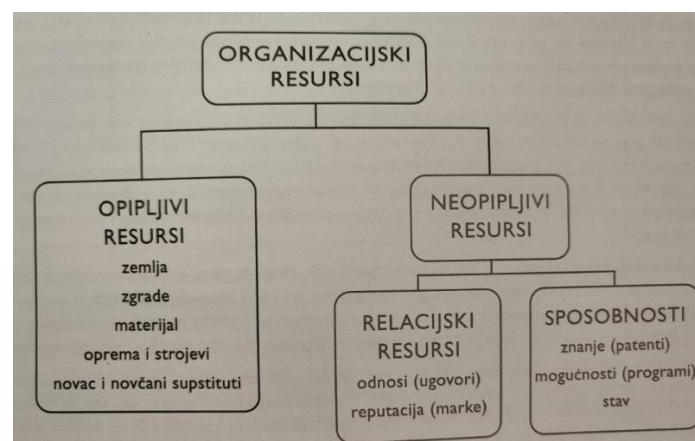 ORGANIZACIJSKI
RESURSI
OPIPLJIVI
RESURSI
zemlja
zgrade
materijal
oprema i strojevi
novac i novčani supstituti
NEOPIPLJIVI
RESURSI
RELACIJSKI
RESURSI
odnosi (ugovori)
reputacija (marke)
SPOSOBNOSTI
znanje (patenti)
mogućnosti (programi)
stav